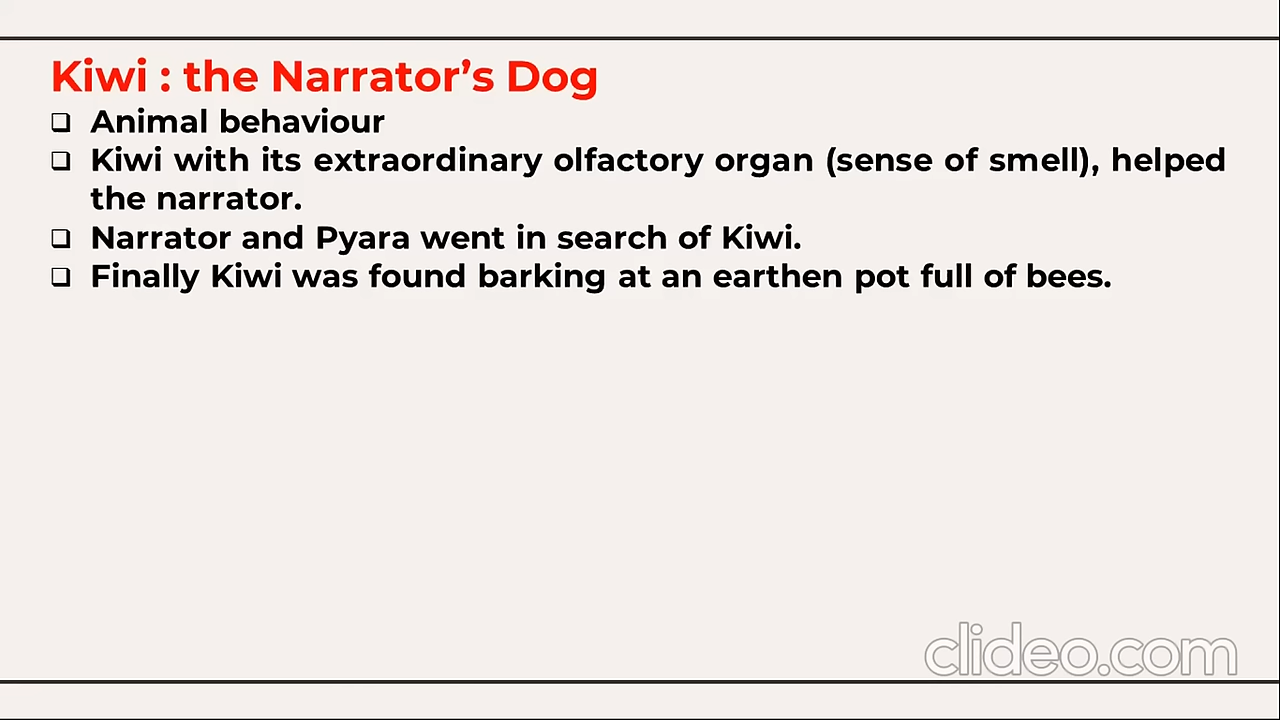 Kiwi : the Narrator's Dog
❑ Animal behaviour
❑ Kiwi with its extraordinary olfactory organ (sense of smell), helped
the narrator.
❑ Narrator and Pyara went in search of Kiwi.
❑ Finally Kiwi was found barking at an earthen pot full of bees.
clideo.com